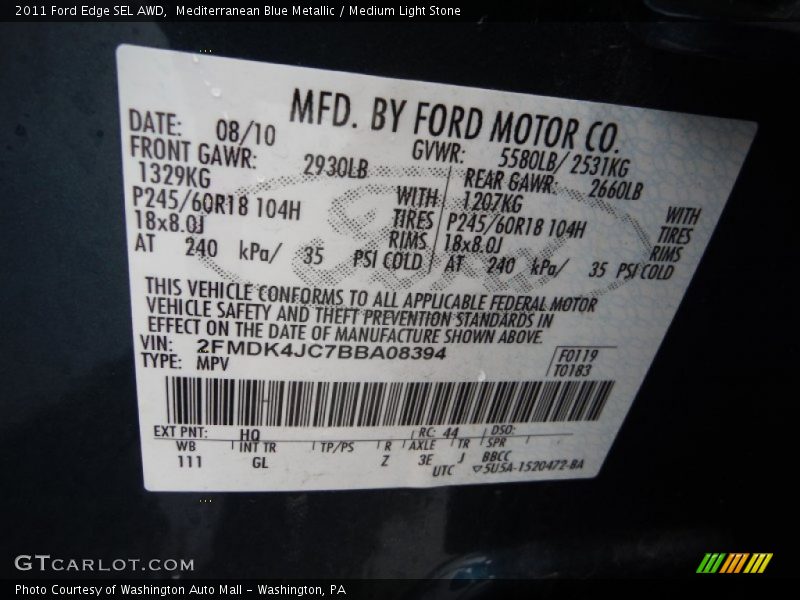 2011 Ford Edge SEL AWD, Mediterranean Blue Metallic / Medium Light Stone
MFD. BY FORD MOTOR CO.
DATE: 08/10 GVWR: 5580LB/ 2531KG
FRONT GAWR: 2930LB REAR GAWR: 2660LB
1329KG WITH 1207KG WITH
P245/60R18 104H TIRES P245/60R18 104H TIRES
18x8.0J RIMS 18x8.0J RIMS
AT 240 kPa/ 35 PSI COLD AT 240 kPa/ 35 PSI COLD
Ford
THIS VEHICLE CONFORMS TO ALL APPLICABLE FEDERAL MOTOR
VEHICLE SAFETY AND THEFT PREVENTION STANDARDS IN
EFFECT ON THE DATE OF MANUFACTURE SHOWN ABOVE.
VIN: 2FMDK4JC7BBA08394 F0119
TYPE: MPV T0183
EXT PNT: HQ RC: 44 DSO:
WB INT TR TP/PS R AXLE TR SPR
111 GL Z 3E J BBCC
UTC ▽5USA-1520472-BA
GTCARLOT.COM
Photo Courtesy of Washington Auto Mall - Washington, PA